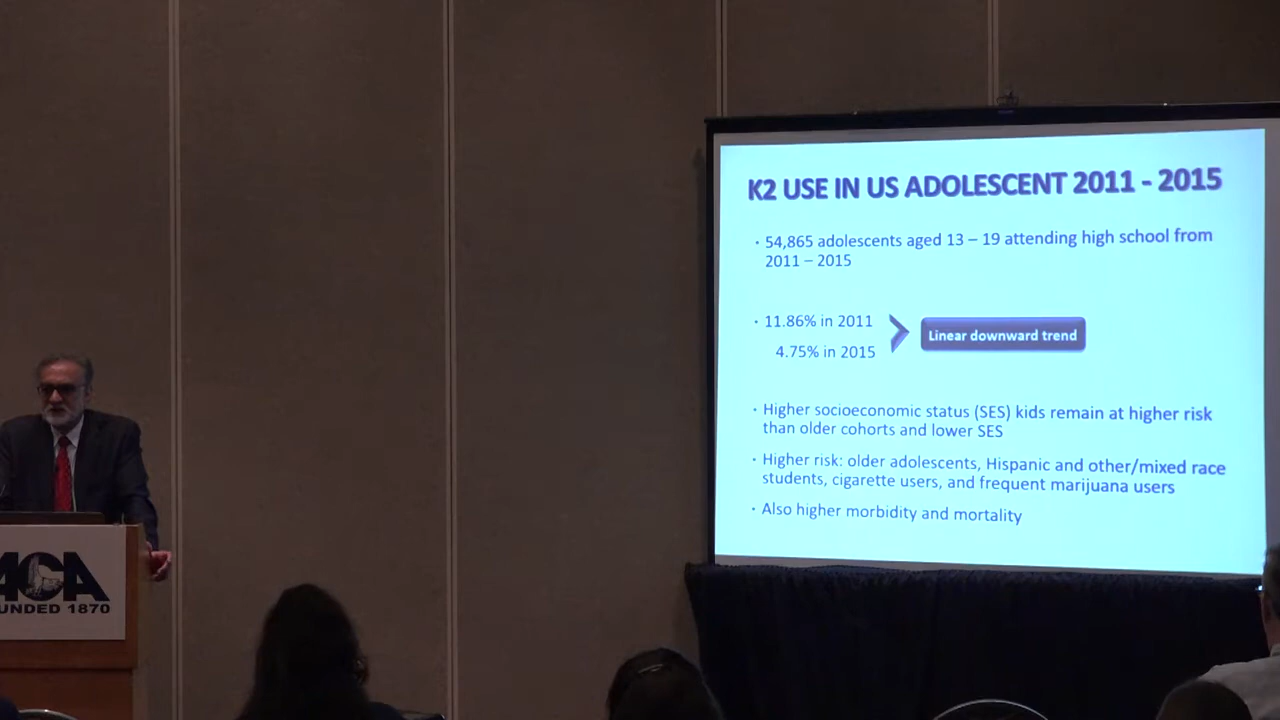 K2 USE IN US ADOLESCENT 2011 - 2015
• 54,865 adolescents aged 13 – 19 attending high school from
2011 – 2015
• 11.86% in 2011
4.75% in 2015
Linear downward trend
• Higher socioeconomic status (SES) kids remain at higher risk
than older cohorts and lower SES
• Higher risk: older adolescents, Hispanic and other/mixed race
students, cigarette users, and frequent marijuana users
• Also higher morbidity and mortality
ACA
UNDED 1870